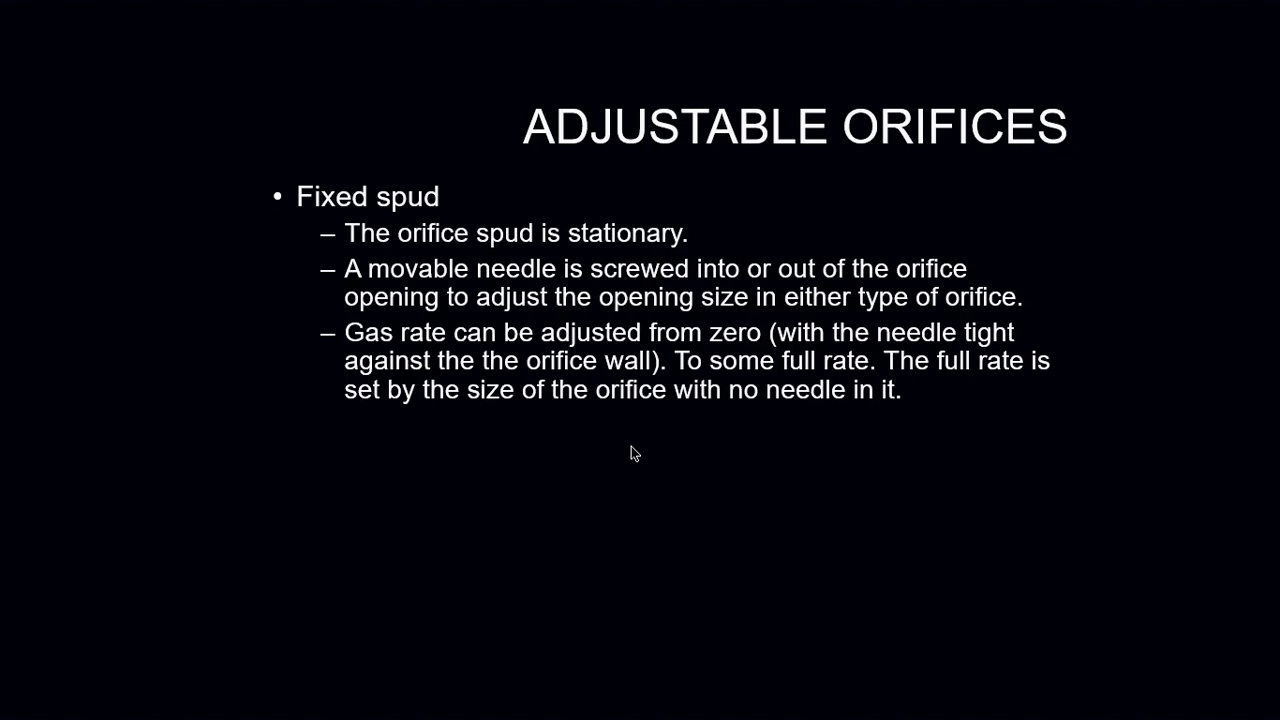 ADJUSTABLE ORIFICES
• Fixed spud
– The orifice spud is stationary.
– A movable needle is screwed into or out of the orifice
opening to adjust the opening size in either type of orifice.
– Gas rate can be adjusted from zero (with the needle tight
against the the orifice wall). To some full rate. The full rate is
set by the size of the orifice with no needle in it.